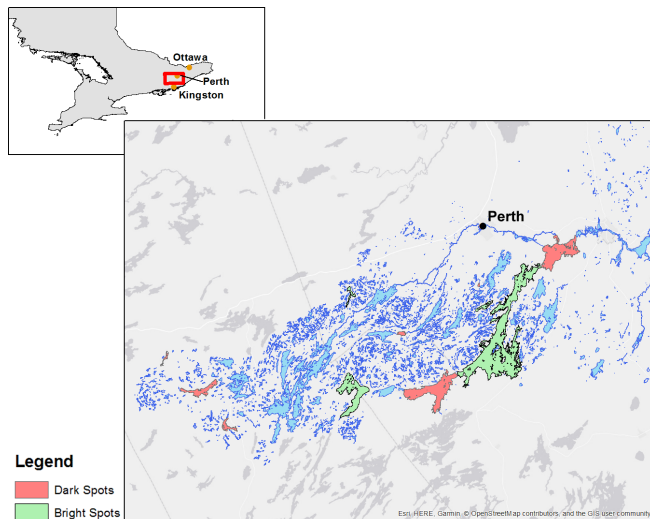 Ottawa
Perth
Kingston
Perth
Legend
Dark Spots
Bright Spots
Esri, HERE, Garmin, © OpenStreetMap contributors, and the GIS user community